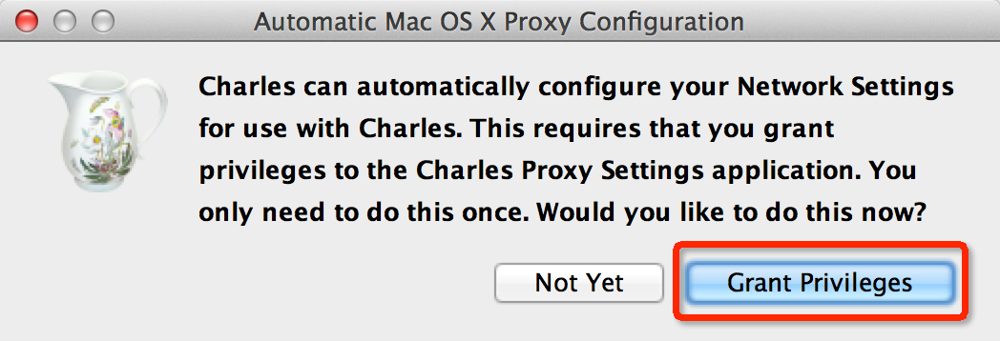 Automatic Mac OS X Proxy Configuration
Charles can automatically configure your Network Settings
for use with Charles. This requires that you grant
privileges to the Charles Proxy Settings application. You
only need to do this once. Would you like to do this now?
Not Yet
Grant Privileges